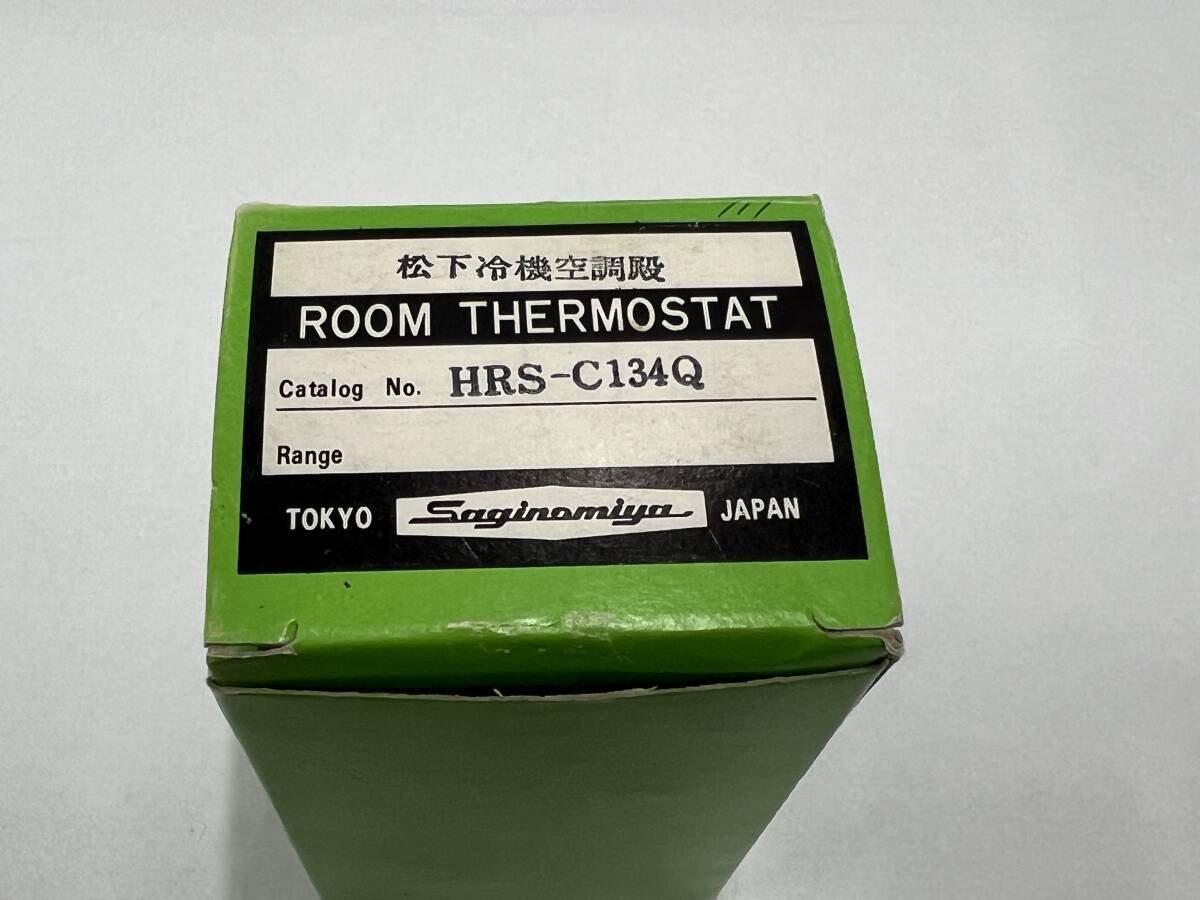 松下冷機空調殿
ROOM THERMOSTAT
Catalog No. HRS-C134Q
Range
TOKYO Saginomiya JAPAN